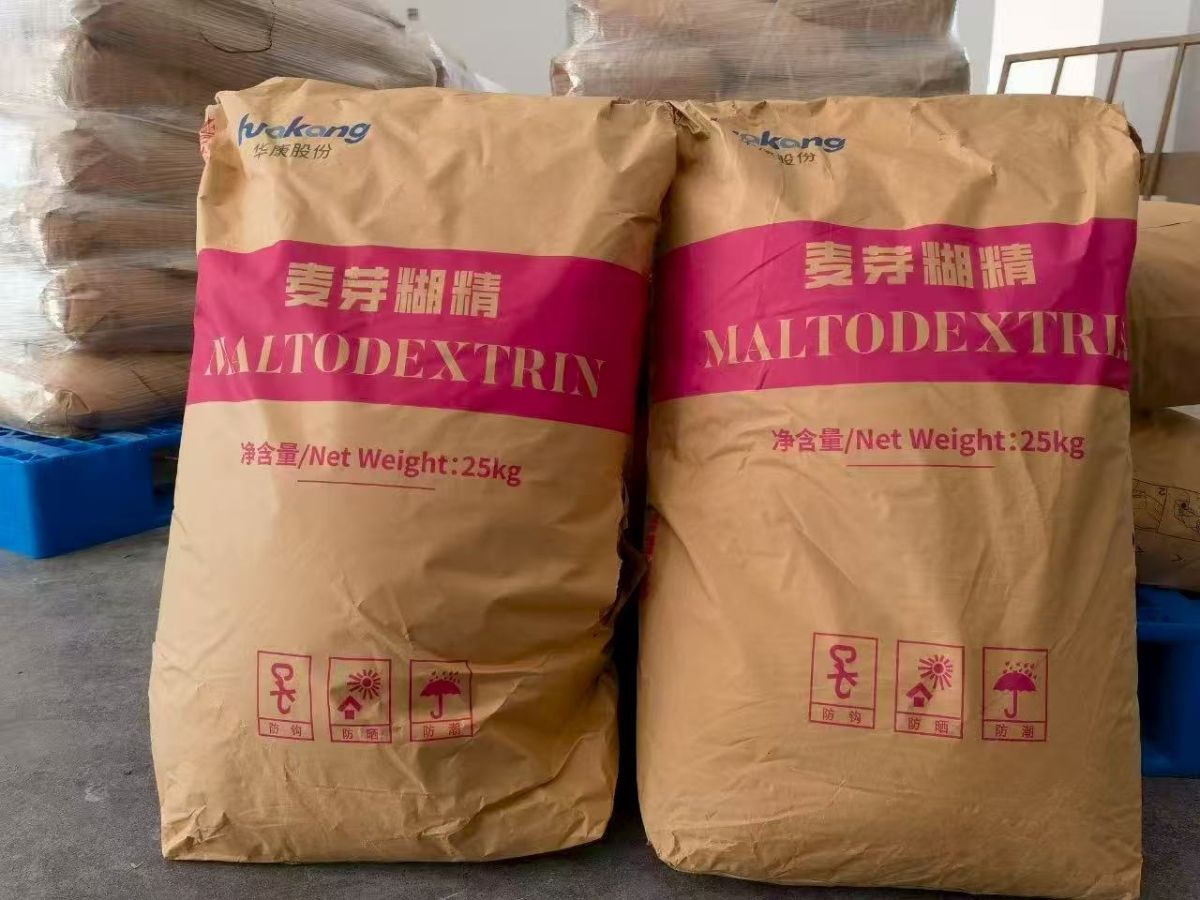 huakang
华康股份
麦芽糊精
MALTODEXTRIN
净含量/Net Weight:25kg
防钩
防晒
防潮
akang
股份
麦芽糊精
MALTODEXTRI
净含量/Net Weight:25kg
防钩
防晒
防潮